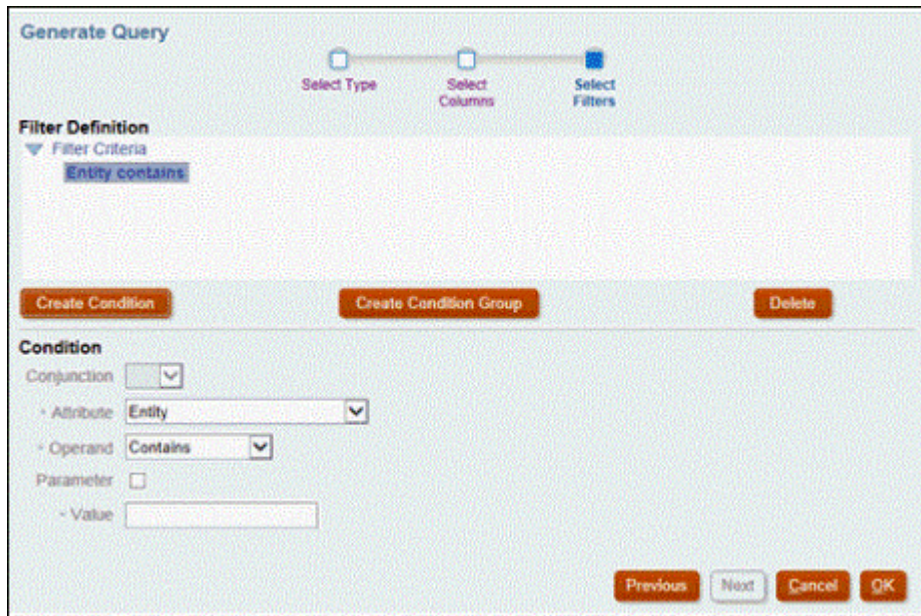 Generate Query
Select Type
Select
Columns
Select
Filters
Filter Definition
Filter Criteria
Entity contains
Create Condition
Create Condition Group
Delete
Condition
Conjunction
* Attribute Entity
* Operand Contains
Parameter
* Value
Previous Next Cancel OK